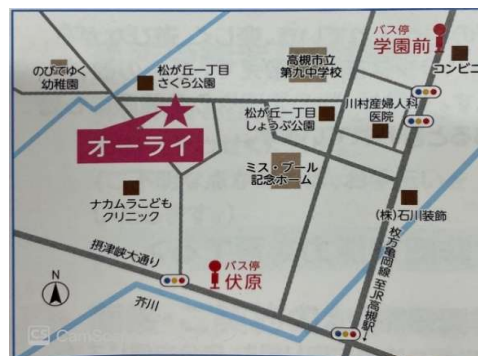 バス停
学園前
コンビニ
高槻市立
第九中学校
のびてゆく
幼稚園
松が丘一丁目
さくら公園
松が丘一丁目
しょうぶ公園
川村産婦人科
医院
オーライ
ミス・ブール
記念ホーム
ナカムラこども
クリニック
(株)石川装飾
摂津峡大通り
バス停
伏原
枚方亀岡線
至JR高槻駅
N
芥川
CS CamScanner